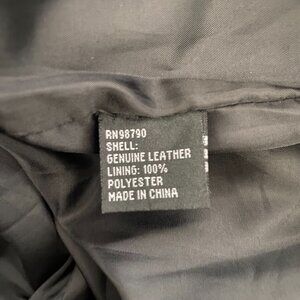 RN98790
SHELL:
GENUINE LEATHER
LINING: 100%
POLYESTER
MADE IN CHINA